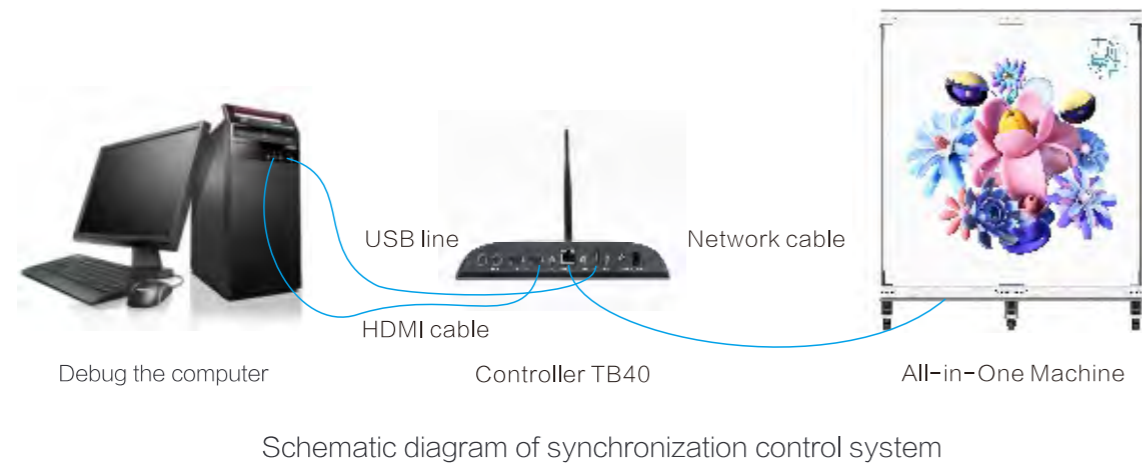 USB line
Network cable
HDMI cable
Debug the computer
Controller TB40
All-in-One Machine
Schematic diagram of synchronization control system